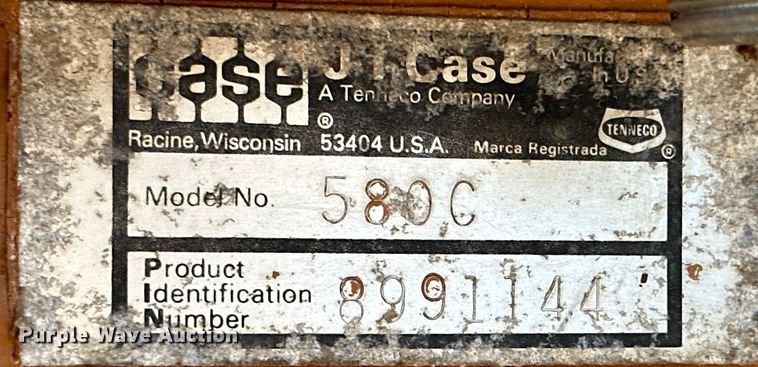 case J I Case
A Tenneco Company
in U.S.
®
Racine, Wisconsin 53404 U.S.A. Marca Registrada TENNECO ®
Model No. 580C
Product
Identification
Number 8991144
Purple Wave Auction